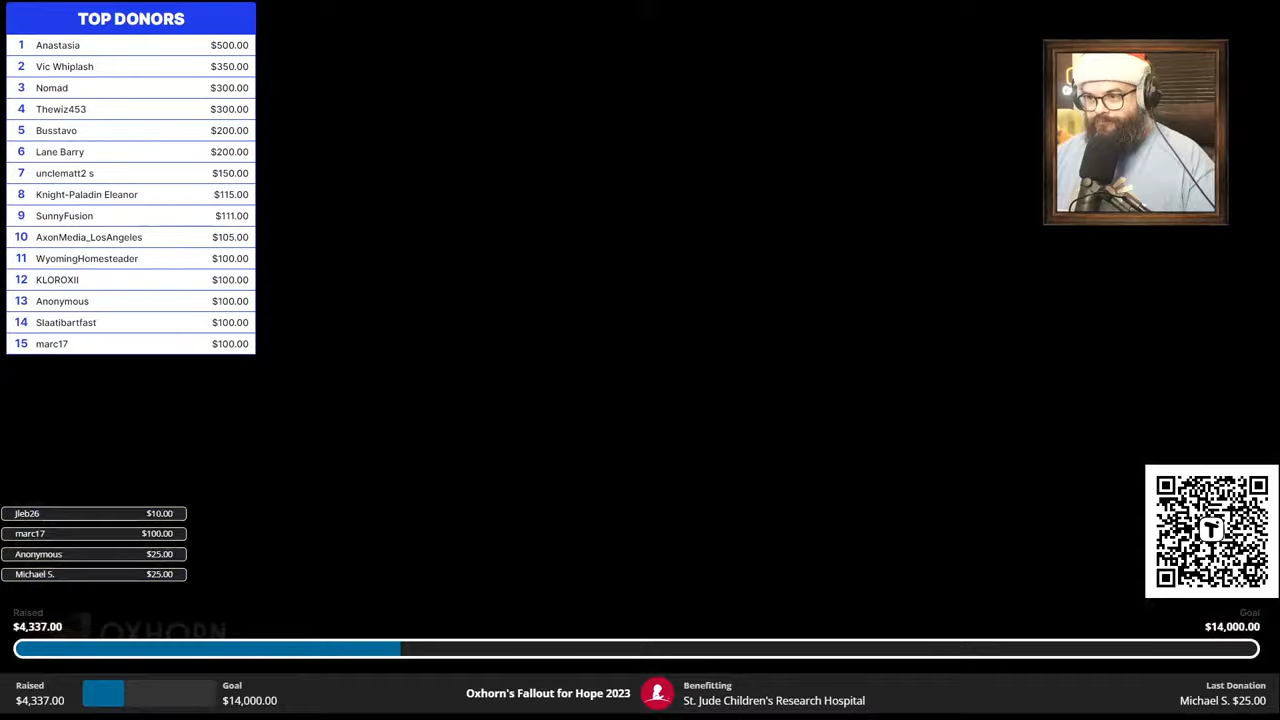 TOP DONORS
1 Anastasia $500.00
2 Vic Whiplash $350.00
3 Nomad $300.00
4 Thewiz453 $300.00
5 Busstavo $200.00
6 Lane Barry $200.00
7 unclematt2 s $150.00
8 Knight-Paladin Eleanor $115.00
9 SunnyFusion $111.00
10 AxonMedia_LosAngeles $105.00
11 WyomingHomesteader $100.00
12 KLOROXII $100.00
13 Anonymous $100.00
14 Slaatibartfast $100.00
15 marc17 $100.00
Jleb26 $10.00
marc17 $100.00
Anonymous $25.00
Michael S. $25.00
Raised Goal
$4,337.00 OXHORN $14,000.00
Raised Goal Oxhorn's Fallout for Hope 2023 Benefitting Last Donation
$4,337.00 $14,000.00 St. Jude Children's Research Hospital Michael S. $25.00